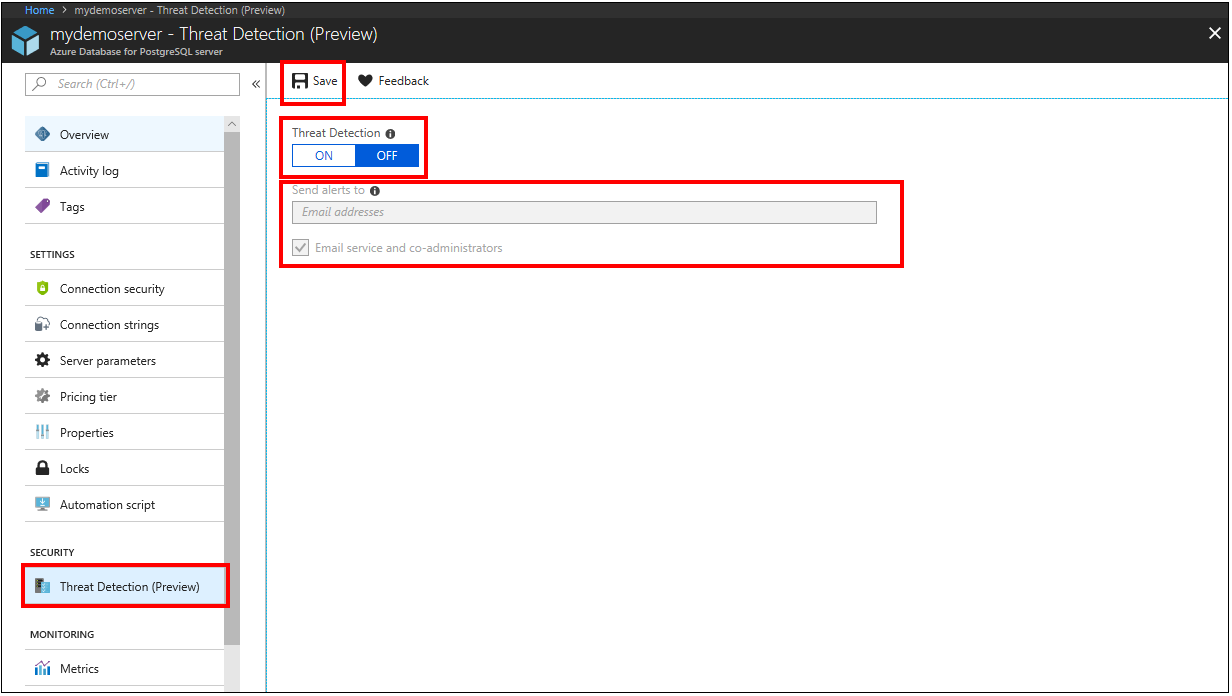 Home > mydemoserver - Threat Detection (Preview)
mydemoserver - Threat Detection (Preview)
Azure Database for PostgreSQL server
Search (Ctrl+/)
«
Overview
Activity log
Tags
SETTINGS
Connection security
Connection strings
Server parameters
Pricing tier
Properties
Locks
Automation script
SECURITY
Threat Detection (Preview)
MONITORING
Metrics
Save Feedback
Threat Detection
ON OFF
Send alerts to
Email addresses
Email service and co-administrators